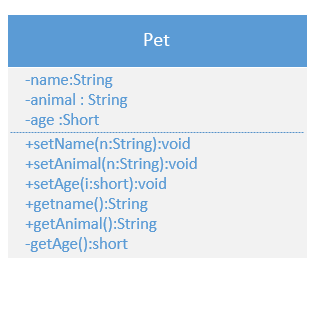 Pet
-name:String
-animal : String
-age :Short
+setName(n:String):void
+setAnimal(n:String):void
+setAge(i:short):void
+getname():String
+getAnimal():String
-getAge():short